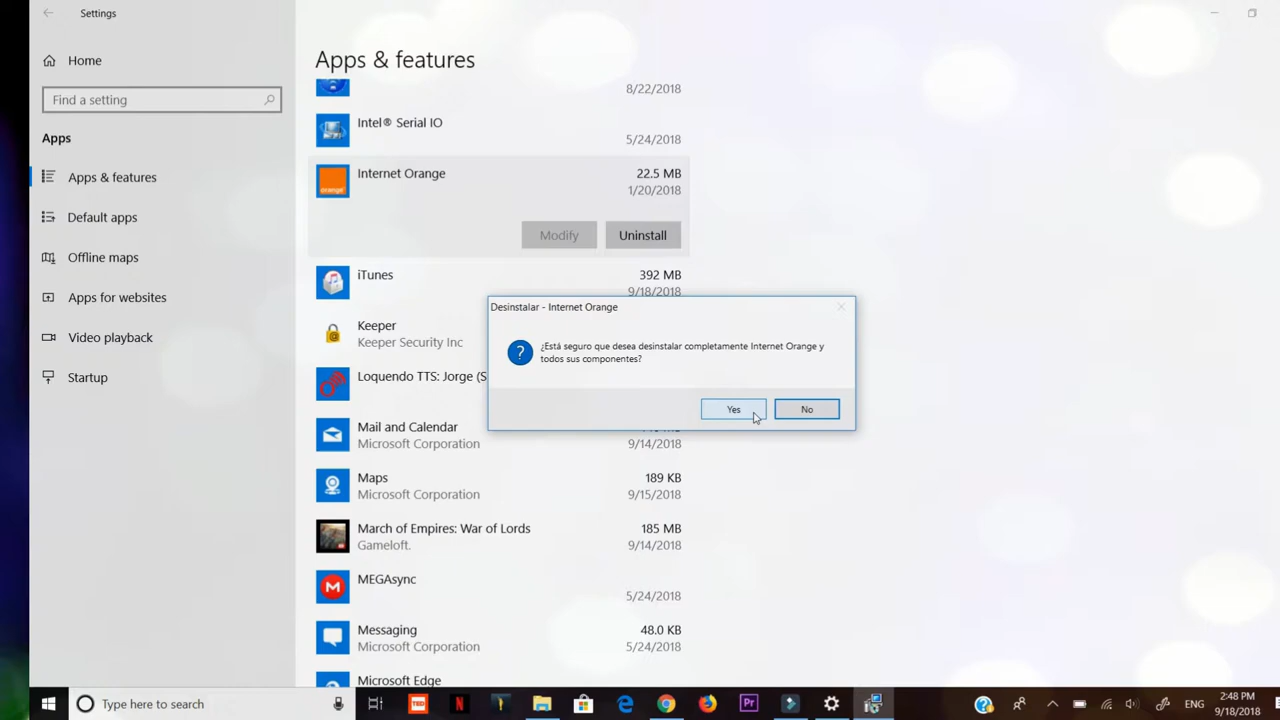 Settings
Home
Find a setting
Apps
Apps & features
Default apps
Offline maps
Apps for websites
Video playback
Startup
Apps & features
8/22/2018
Intel® Serial IO
5/24/2018
orange
Internet Orange 22.5 MB
1/20/2018
Modify Uninstall
iTunes 392 MB
9/18/2018
Keeper
Keeper Security Inc
Loquendo TTS: Jorge (S
Mail and Calendar
Microsoft Corporation 9/14/2018
Maps 189 KB
Microsoft Corporation 9/15/2018
March of Empires: War of Lords 185 MB
Gameloft. 9/14/2018
MEGAsync
5/24/2018
Messaging 48.0 KB
Microsoft Corporation 5/24/2018
Microsoft Edge
Desinstalar - Internet Orange
¿Está seguro que desea desinstalar completamente Internet Orange y
todos sus componentes?
Yes No
Type here to search
TED
N
Pr
ENG
2:48 PM
9/18/2018